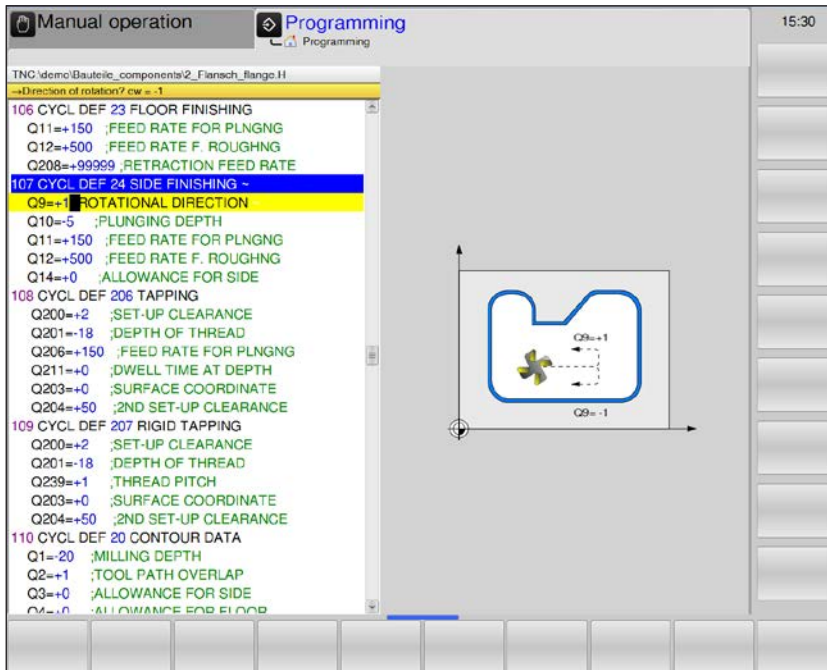 Manual operation
Programming
Programming
15:30
TNC:\demo\Bauteile_components\2_Flansch_flange.H
→Direction of rotation? cw = -1
106 CYCL DEF 23 FLOOR FINISHING
Q11=+150 ;FEED RATE FOR PLNGNG
Q12=+500 ;FEED RATE F. ROUGHNG
Q208=+99999 ;RETRACTION FEED RATE
107 CYCL DEF 24 SIDE FINISHING ~
Q9=+1 ROTATIONAL DIRECTION ~
Q10=-5 ;PLUNGING DEPTH
Q11=+150 ;FEED RATE FOR PLNGNG
Q12=+500 ;FEED RATE F. ROUGHNG
Q14=+0 ;ALLOWANCE FOR SIDE
108 CYCL DEF 206 TAPPING
Q200=+2 ;SET-UP CLEARANCE
Q201=-18 ;DEPTH OF THREAD
Q206=+150 ;FEED RATE FOR PLNGNG
Q211=+0 ;DWELL TIME AT DEPTH
Q203=+0 ;SURFACE COORDINATE
Q204=+50 ;2ND SET-UP CLEARANCE
109 CYCL DEF 207 RIGID TAPPING
Q200=+2 ;SET-UP CLEARANCE
Q201=-18 ;DEPTH OF THREAD
Q239=+1 ;THREAD PITCH
Q203=+0 ;SURFACE COORDINATE
Q204=+50 ;2ND SET-UP CLEARANCE
110 CYCL DEF 20 CONTOUR DATA
Q1=-20 ;MILLING DEPTH
Q2=+1 ;TOOL PATH OVERLAP
Q3=+0 ;ALLOWANCE FOR SIDE
Q4=+0 ;ALLOWANCE FOR FLOOR
Q9=+1
Q9= -1